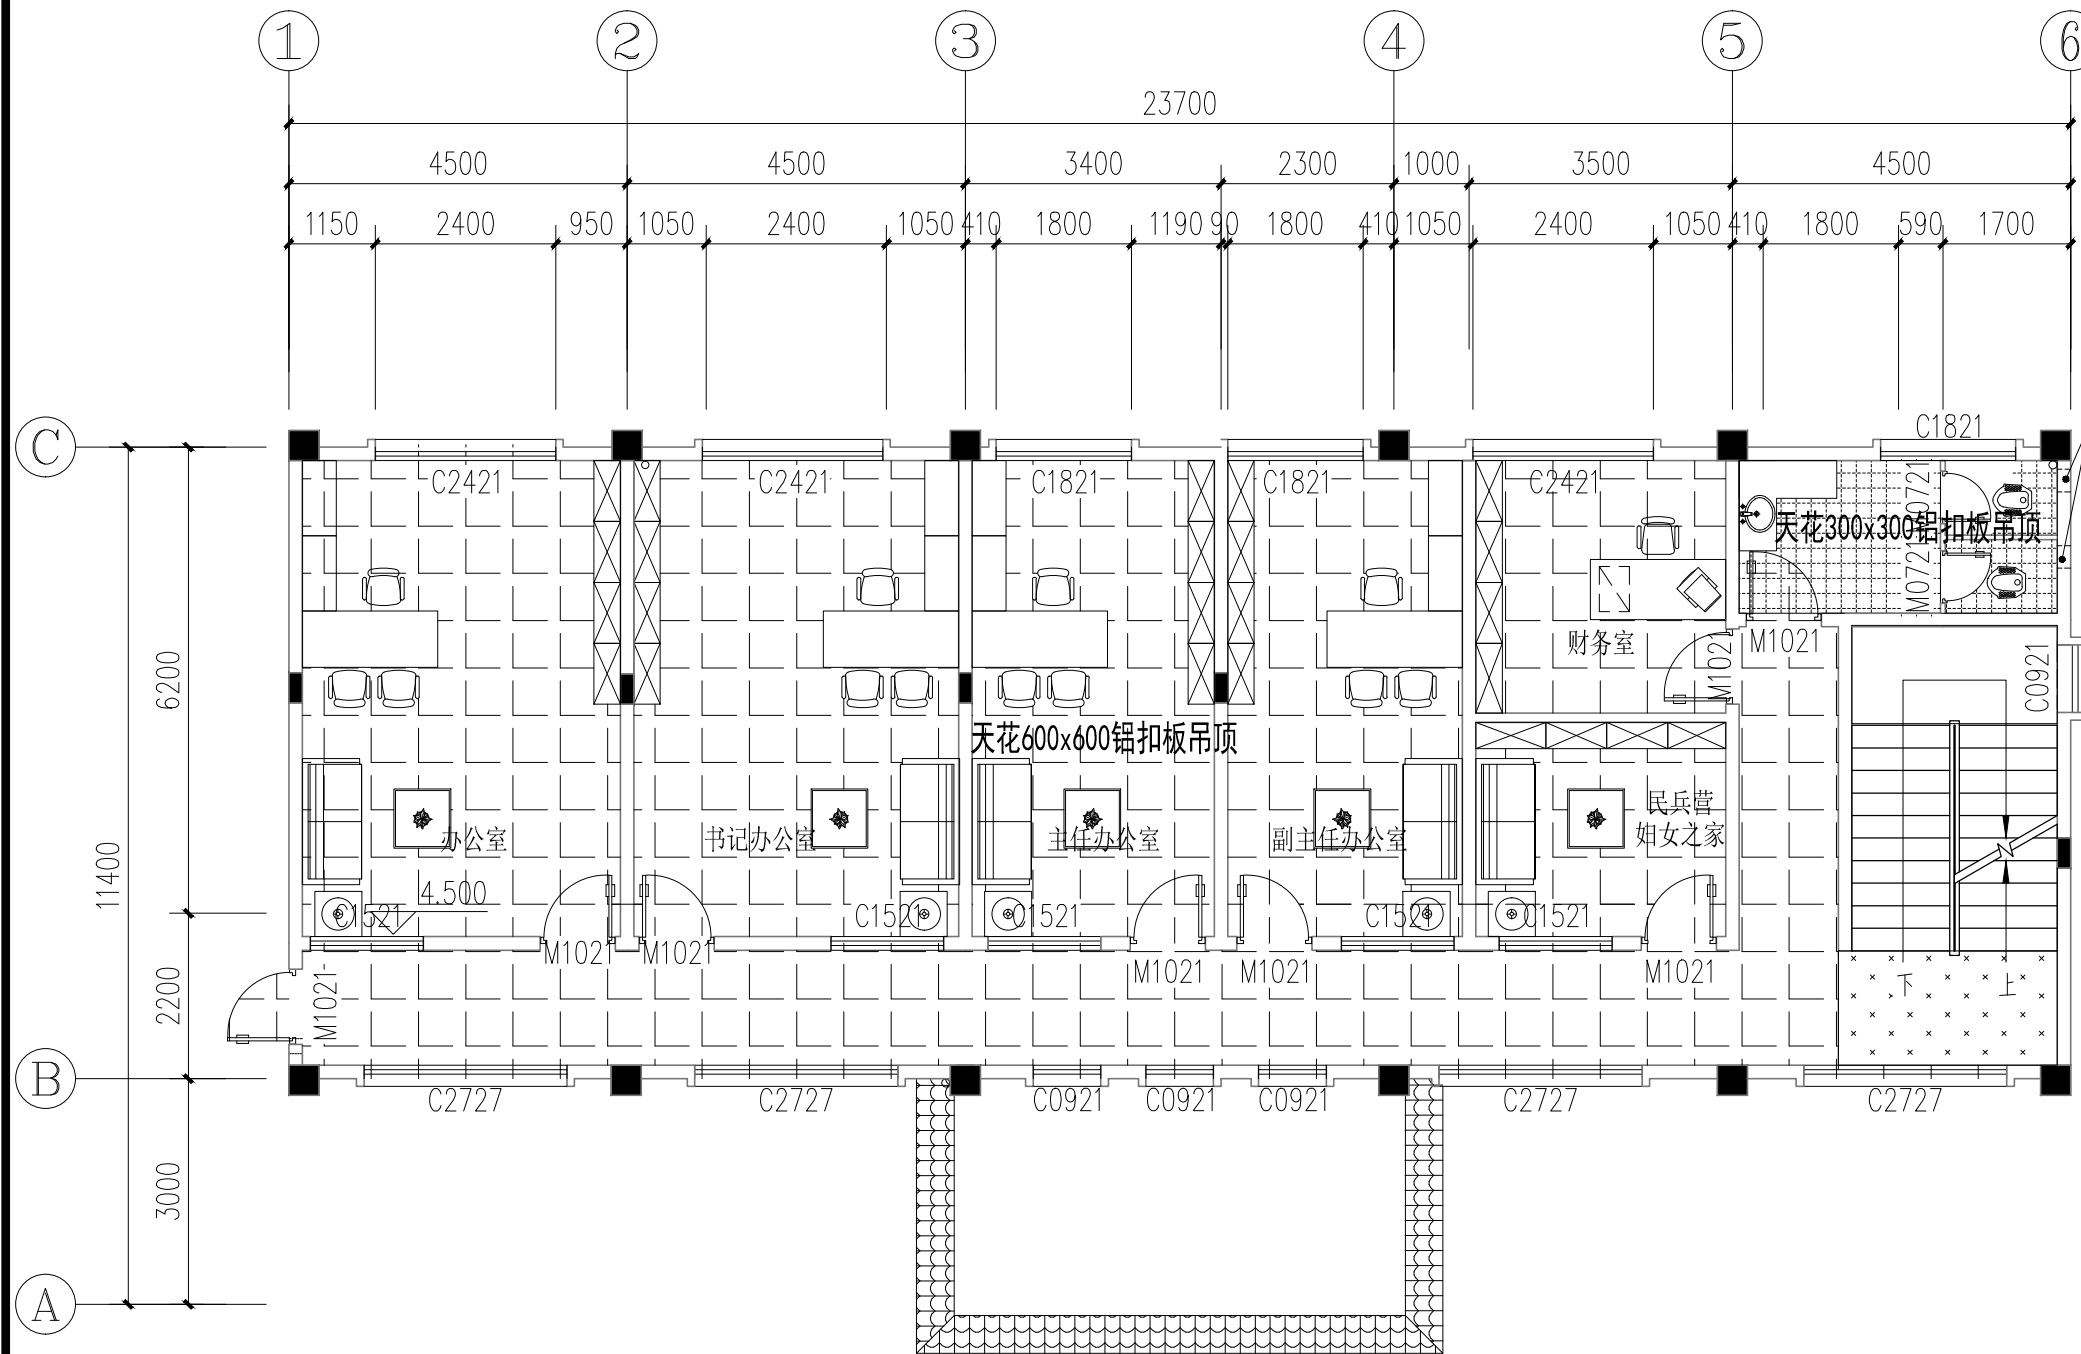 1 2 3 4 5 6
23700
4500 4500 3400 2300 1000 3500 4500
1150 2400 950 1050 2400 1050 410 1800 1190 90 1800 410 1050 2400 1050 410 1800 590 1700
C
C1821
C2421 C2421 C1821 C1821 C2421
M0721
M0721
天花300x300铝扣板吊顶
财务室
M1021
M1021
C0921
6200
天花600x600铝扣板吊顶
民兵营
妇女之家
办公室 书记办公室 主任办公室 副主任办公室
11400
4.500
C1521 C1521 C1521 C1521 C1521
M1021 M1021
M1021 M1021 M1021
2200
M1021
下 上
B
C2727 C2727 C0921 C0921 C0921 C2727 C2727
3000
A